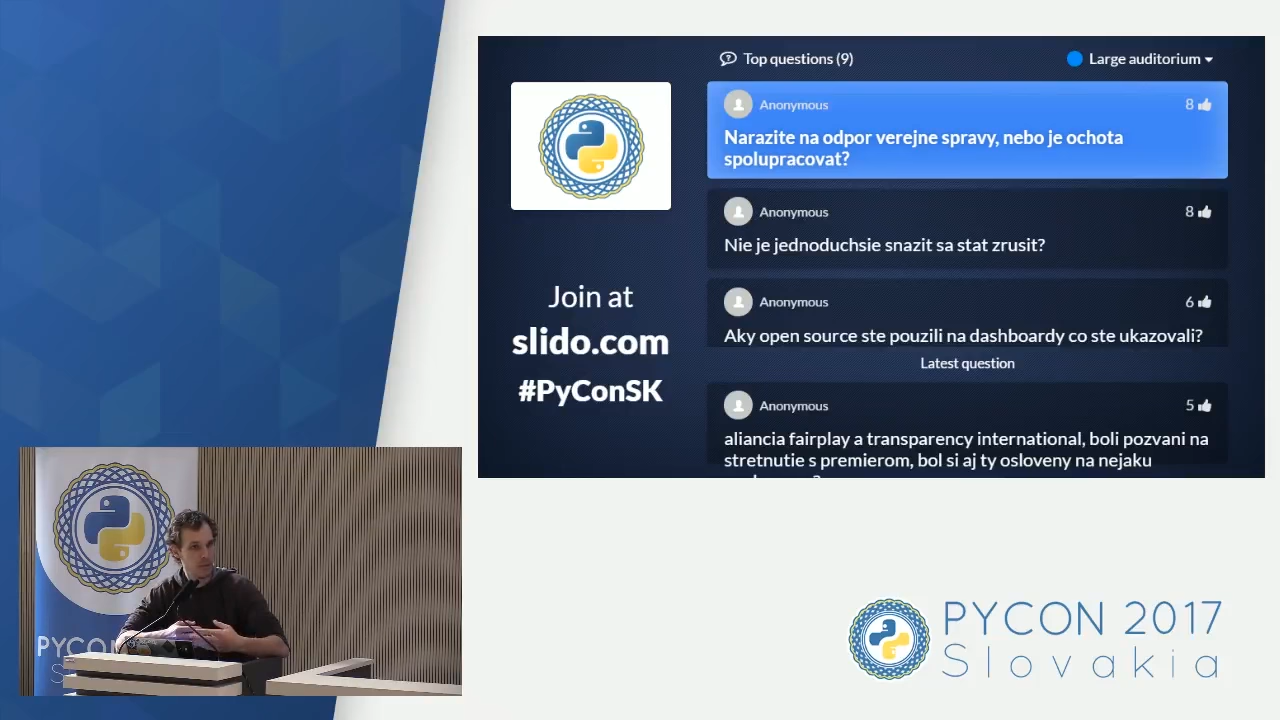 Top questions (9)
Large auditorium
Anonymous
8
Narazite na odpor verejne spravy, nebo je ochota
spolupracovat?
Anonymous
8
Nie je jednoduchsie snazit sa stat zrusit?
Anonymous
6
Aky open source ste pouzili na dashboardy co ste ukazovali?
Latest question
Anonymous
5
aliancia fairplay a transparency international, boli pozvani na
stretnutie s premierom, bol si aj ty osloveny na nejaku
Join at
slido.com
#PyConSK
PYCON 2017
Slovakia